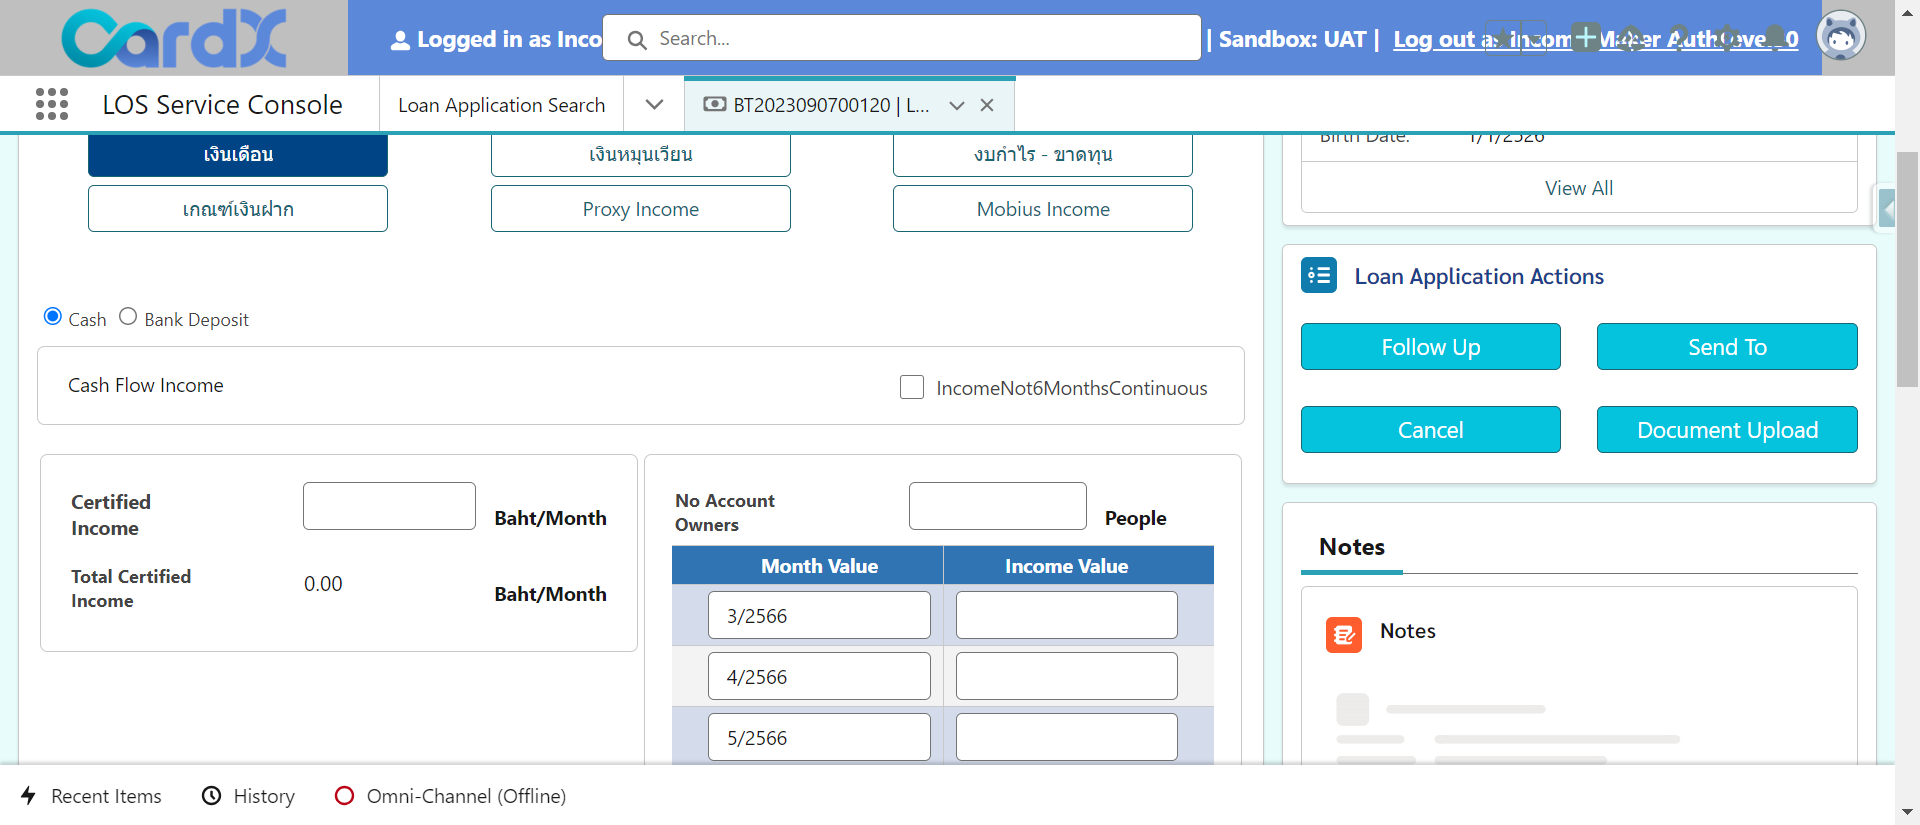 CardX
Logged in as Inco
Search...
| Sandbox: UAT |
Log out as Incom
LOS Service Console
Loan Application Search
BT2023090700120 | L...
เงินเดือน
เงินหมุนเวียน
งบกำไร - ขาดทุน
เกณฑ์เงินฝาก
Proxy Income
Mobius Income
Birth Date:
1/1/2526
View All
Loan Application Actions
Follow Up
Send To
Cancel
Document Upload
Cash
Bank Deposit
Cash Flow Income
IncomeNot6MonthsContinuous
Certified
Income
Baht/Month
Total Certified
Income
0.00
Baht/Month
No Account
Owners
People
Month Value
Income Value
3/2566
4/2566
5/2566
Notes
Notes
Recent Items
History
Omni-Channel (Offline)